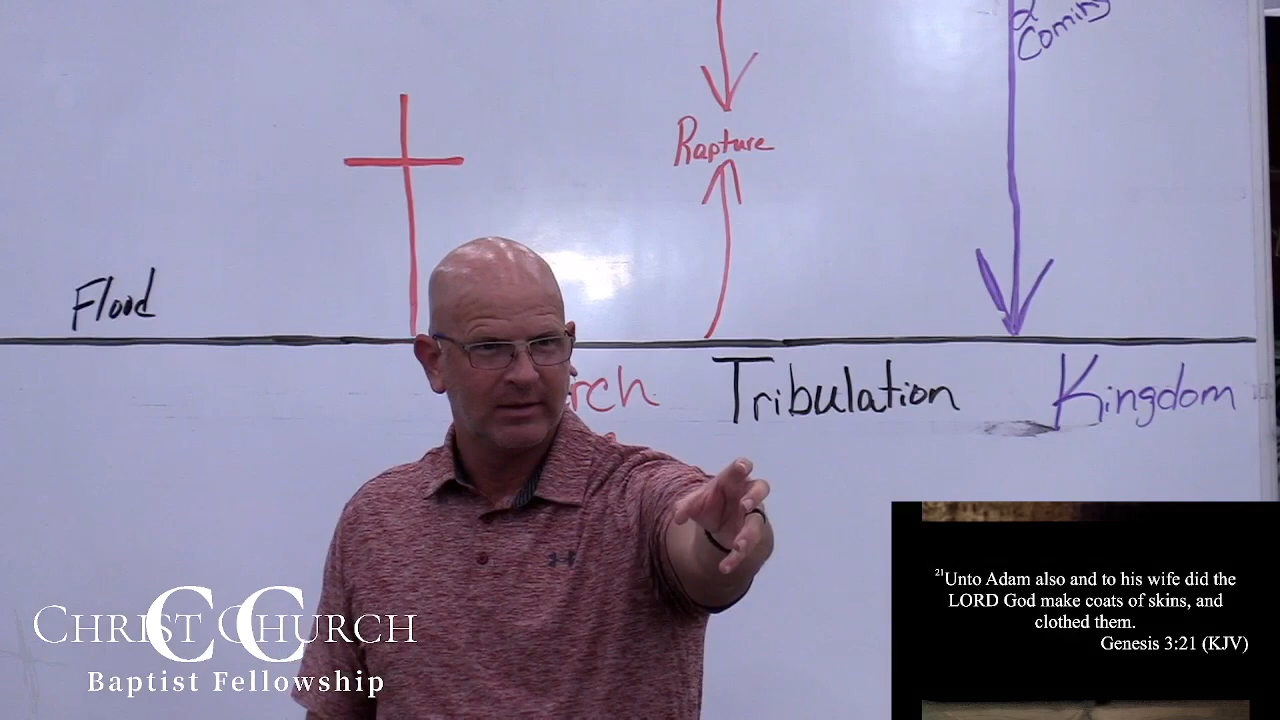 Coming
Rapture
Flood
Tribulation
Kingdom
21Unto Adam also and to his wife did the
LORD God make coats of skins, and
clothed them.
Genesis 3:21 (KJV)
CC
CHRIST CHURCH
Baptist Fellowship